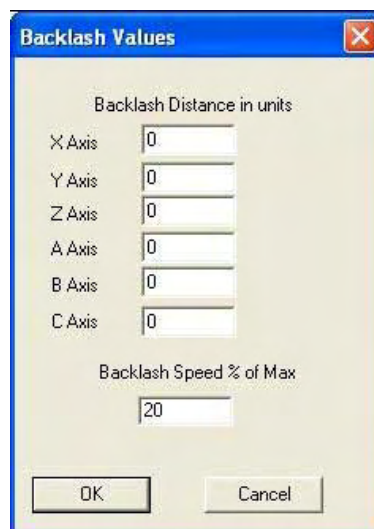 Backlash Values
Backlash Distance in units
X Axis 0
Y Axis 0
Z Axis 0
A Axis 0
B Axis 0
C Axis 0
Backlash Speed % of Max
20
OK Cancel